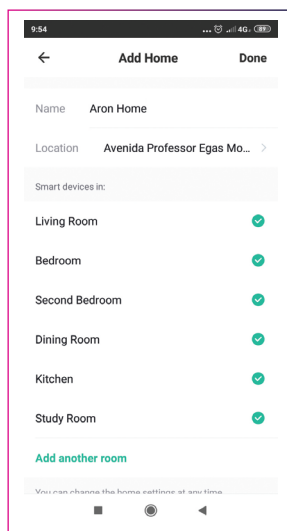 9:54 ... 4G 89
Add Home Done
Name Aron Home
Location Avenida Professor Egas Mo...
Smart devices in:
Living Room
Bedroom
Second Bedroom
Dining Room
Kitchen
Study Room
Add another room
You can change the home settings at any time